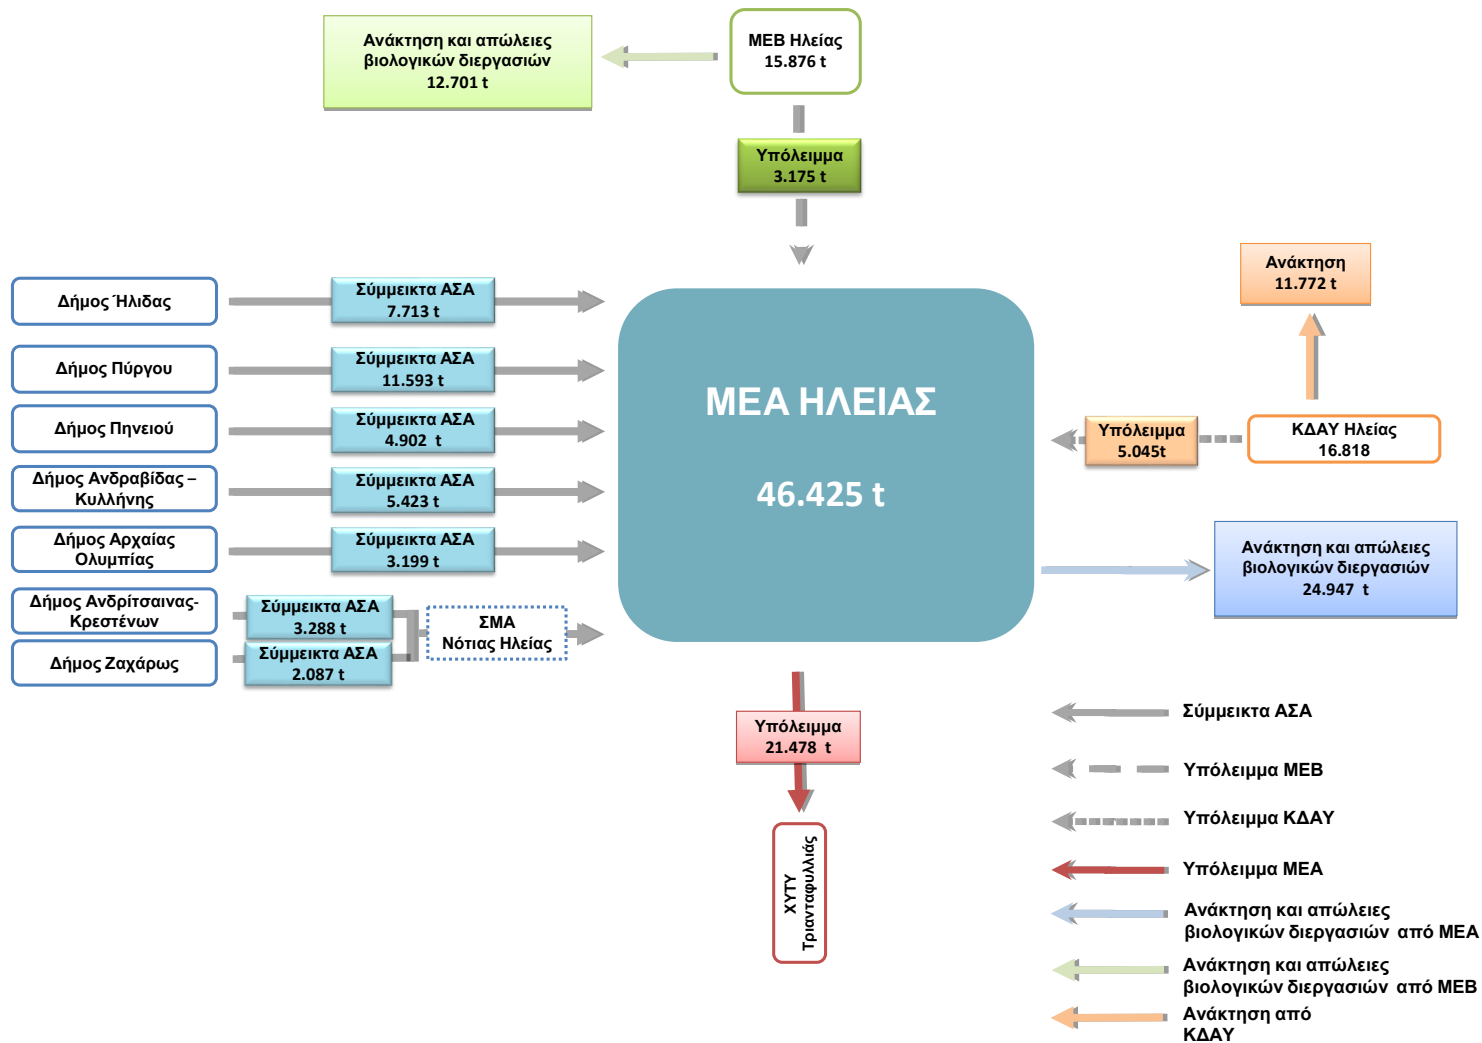 Ανάκτηση και απώλειες
βιολογικών διεργασιών
12.701 t
ΜΕΒ Ηλείας
15.876 t
Υπόλειμμα
3.175 t
Δήμος Ήλιδας
Σύμμεικτα ΑΣΑ
7.713 t
Δήμος Πύργου
Σύμμεικτα ΑΣΑ
11.593 t
Δήμος Πηνειού
Σύμμεικτα ΑΣΑ
4.902 t
Δήμος Ανδραβίδας –
Κυλλήνης
Σύμμεικτα ΑΣΑ
5.423 t
Δήμος Αρχαίας
Ολυμπίας
Σύμμεικτα ΑΣΑ
3.199 t
Δήμος Ανδρίτσαινας-
Κρεστένων
Σύμμεικτα ΑΣΑ
3.288 t
Δήμος Ζαχάρως
Σύμμεικτα ΑΣΑ
2.087 t
ΣΜΑ
Νότιας Ηλείας
ΜΕΑ ΗΛΕΙΑΣ
46.425 t
Ανάκτηση
11.772 t
Υπόλειμμα
5.045t
ΚΔΑΥ Ηλείας
16.818
Ανάκτηση και απώλειες
βιολογικών διεργασιών
24.947 t
Υπόλειμμα
21.478 t
ΧΥΤΥ
Τριανταφυλλιάς
Σύμμεικτα ΑΣΑ
Υπόλειμμα ΜΕΒ
Υπόλειμμα ΚΔΑΥ
Υπόλειμμα ΜΕΑ
Ανάκτηση και απώλειες
βιολογικών διεργασιών από ΜΕΑ
Ανάκτηση και απώλειες
βιολογικών διεργασιών από ΜΕΒ
Ανάκτηση από
ΚΔΑΥ